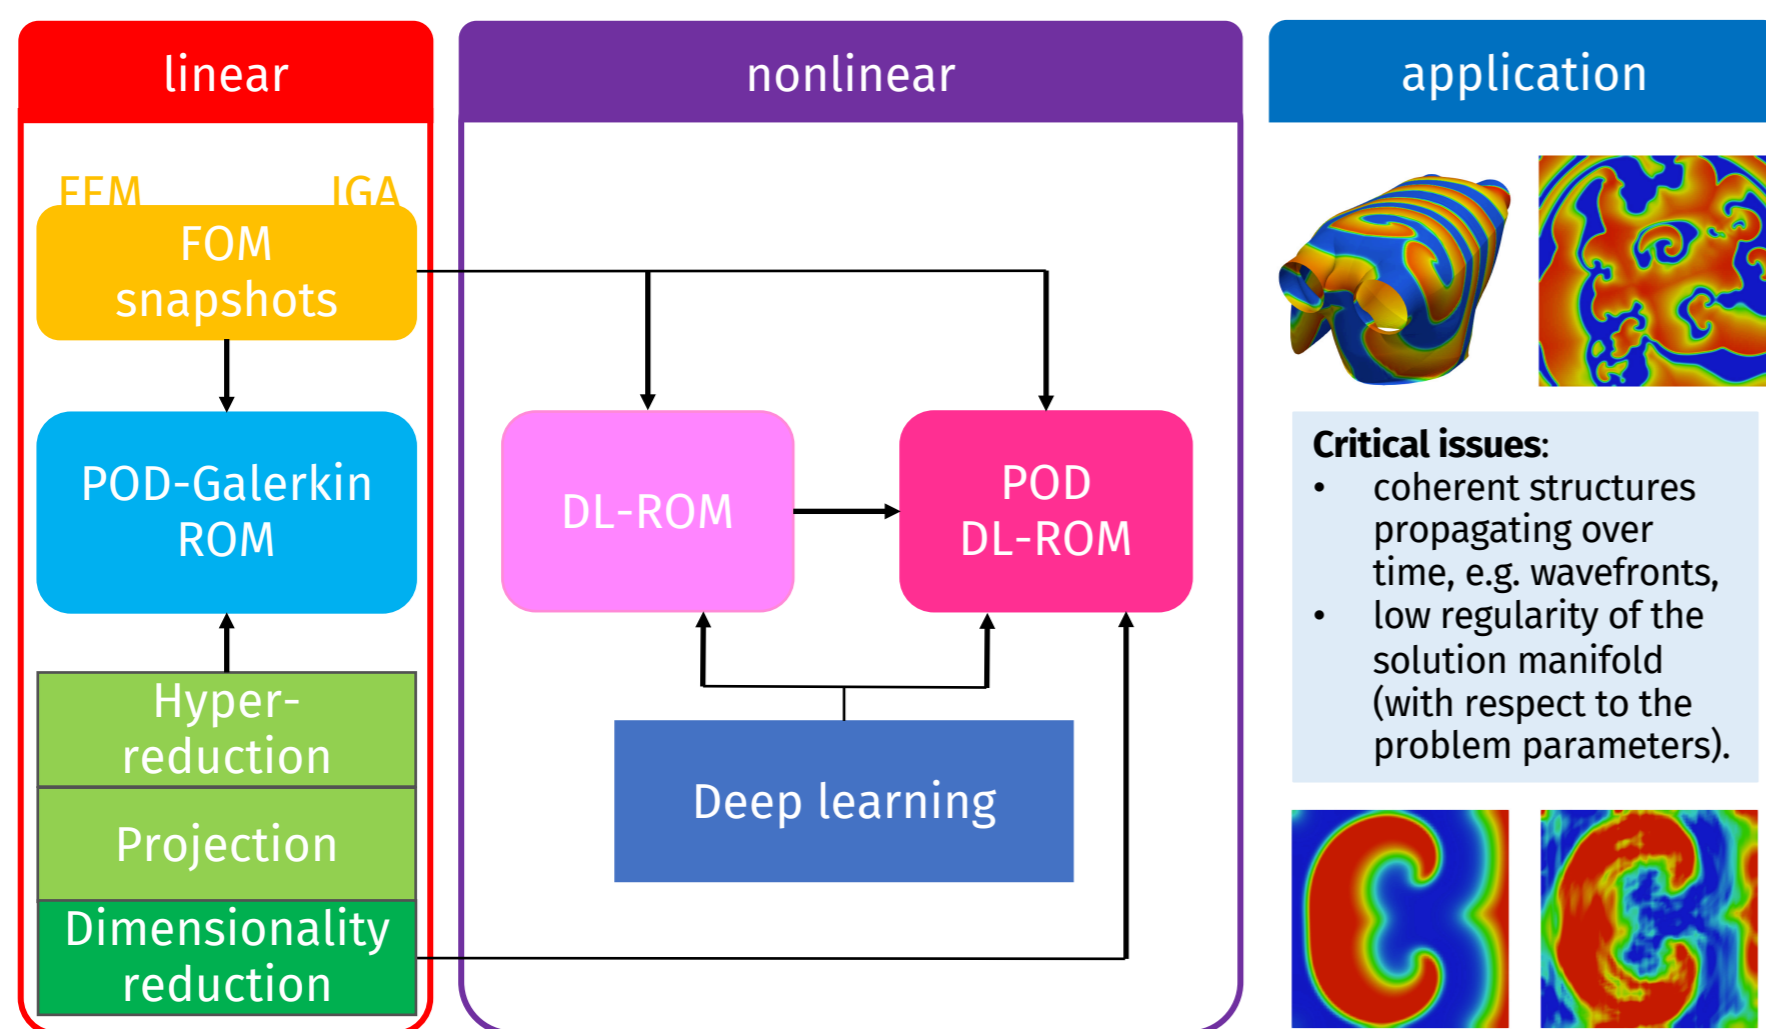 linear
FEM IGA
FOM
snapshots
POD-Galerkin
ROM
Hyper-
reduction
Projection
Dimensionality
reduction
nonlinear
DL-ROM
POD
DL-ROM
Deep learning
application
Critical issues:
• coherent structures
propagating over
time, e.g. wavefronts,
• low regularity of the
solution manifold
(with respect to the
problem parameters).